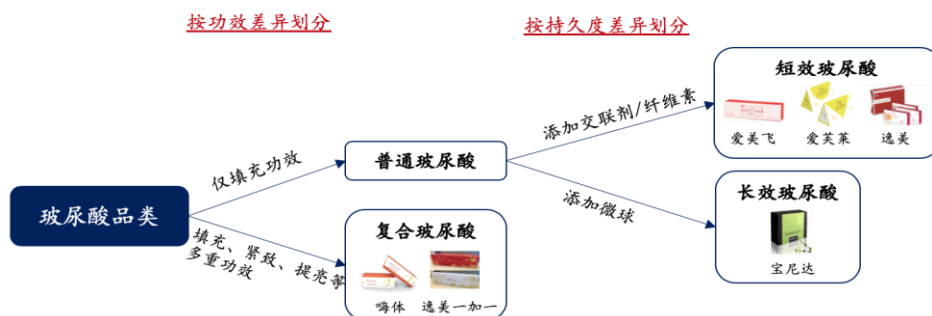 按功效差异划分
按持久度差异划分
短效玻尿酸
爱美飞
爱芙莱
逸美
添加交联剂/纤维素
仅填充功效
普通玻尿酸
添加微球
长效玻尿酸
宝尼达
玻尿酸品类
填充、紧致、提亮等
多重功效
复合玻尿酸
嗨体
逸美一加一